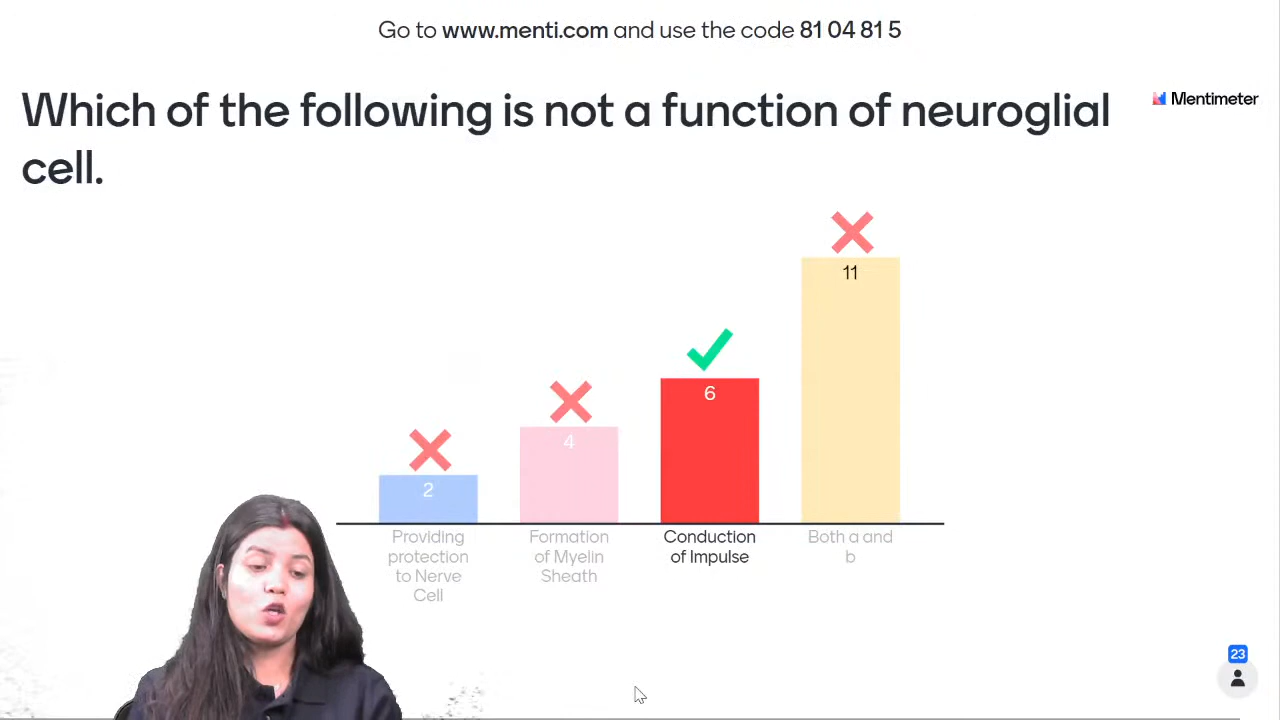 Go to www.menti.com and use the code 81 04 81 5
Which of the following is not a function of neuroglial
cell.
Mentimeter
2
4
6
11
Providing
protection
to Nerve
Cell
Formation
of Myelin
Sheath
Conduction
of Impulse
Both a and
b
23